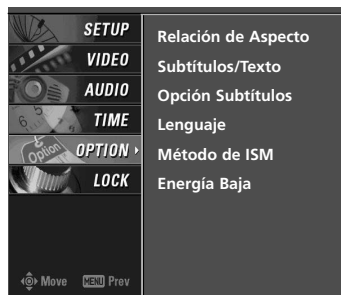 SETUP
VIDEO
AUDIO
TIME
OPTION
LOCK
Move MENU Prev
Relación de Aspecto
Subtítulos/Texto
Opción Subtítulos
Lenguaje
Método de ISM
Energía Baja